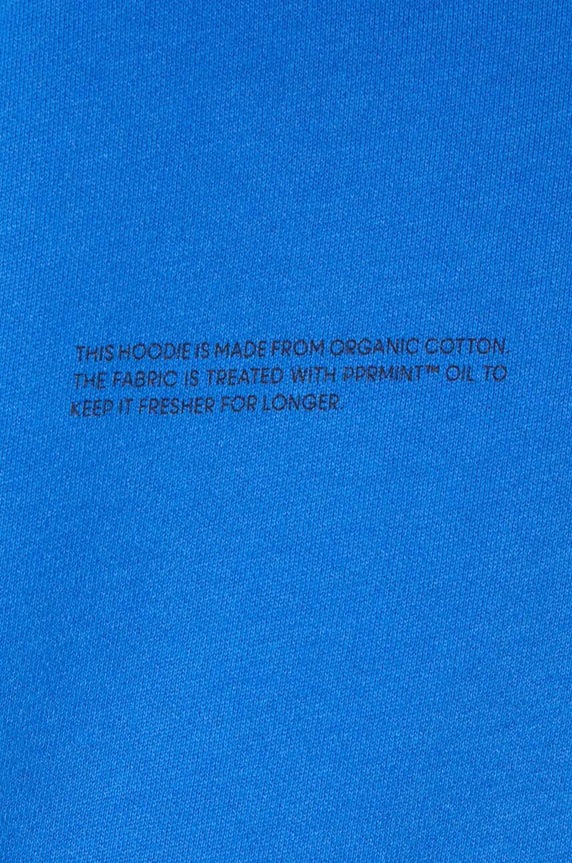 THIS HOODIE IS MADE FROM ORGANIC COTTON.
THE FABRIC IS TREATED WITH PPRMINT™ OIL TO
KEEP IT FRESHER FOR LONGER.